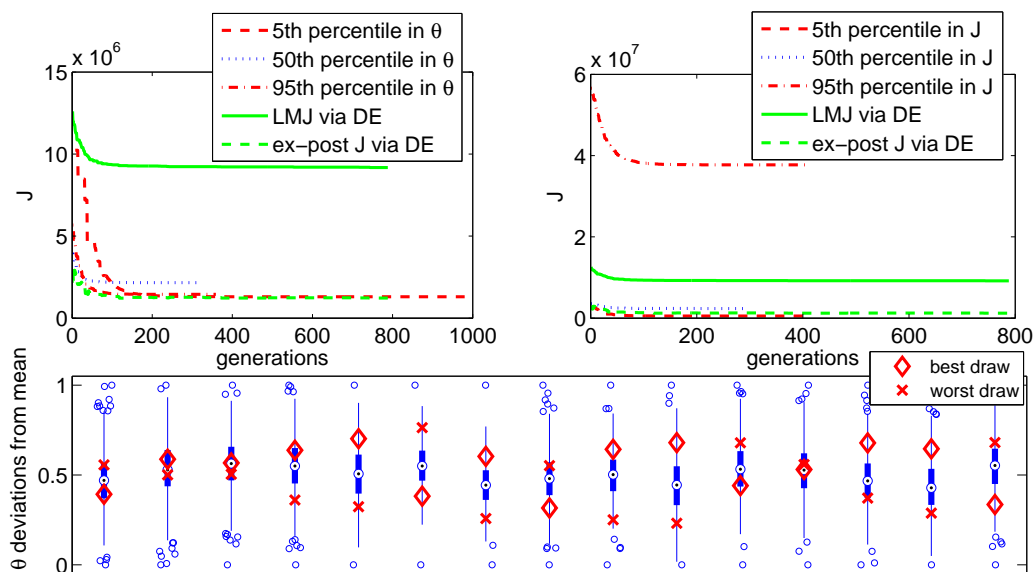 5th percentile in θ
50th percentile in θ
95th percentile in θ
LMJ via DE
ex−post J via DE
x 10^6
15
10
5
0
J
0 200 400 600 800 1000
generations
5th percentile in J
50th percentile in J
95th percentile in J
LMJ via DE
ex−post J via DE
x 10^7
6
4
2
0
J
0 200 400 600 800
generations
best draw
worst draw
θ deviations from mean
1
0.5
0